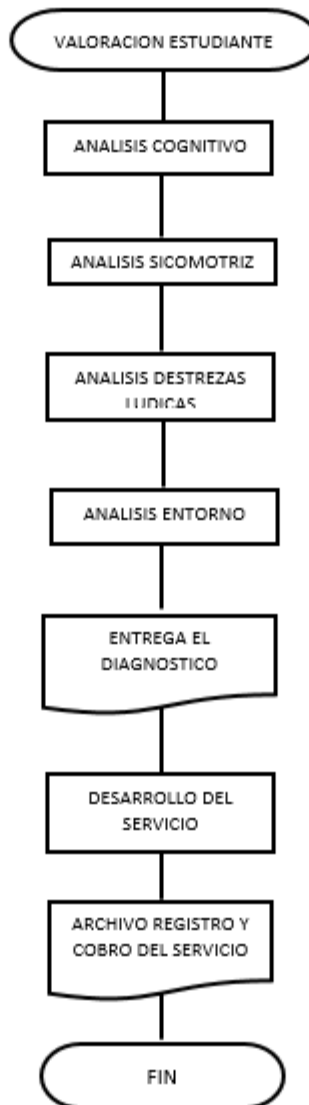 VALORACION ESTUDIANTE
ANALISIS COGNITIVO
ANALISIS SICOMOTRIZ
ANALISIS DESTREZAS
LUDICAS
ANALISIS ENTORNO
ENTREGA EL
DIAGNOSTICO
DESARROLLO DEL
SERVICIO
ARCHIVO REGISTRO Y
COBRO DEL SERVICIO
FIN